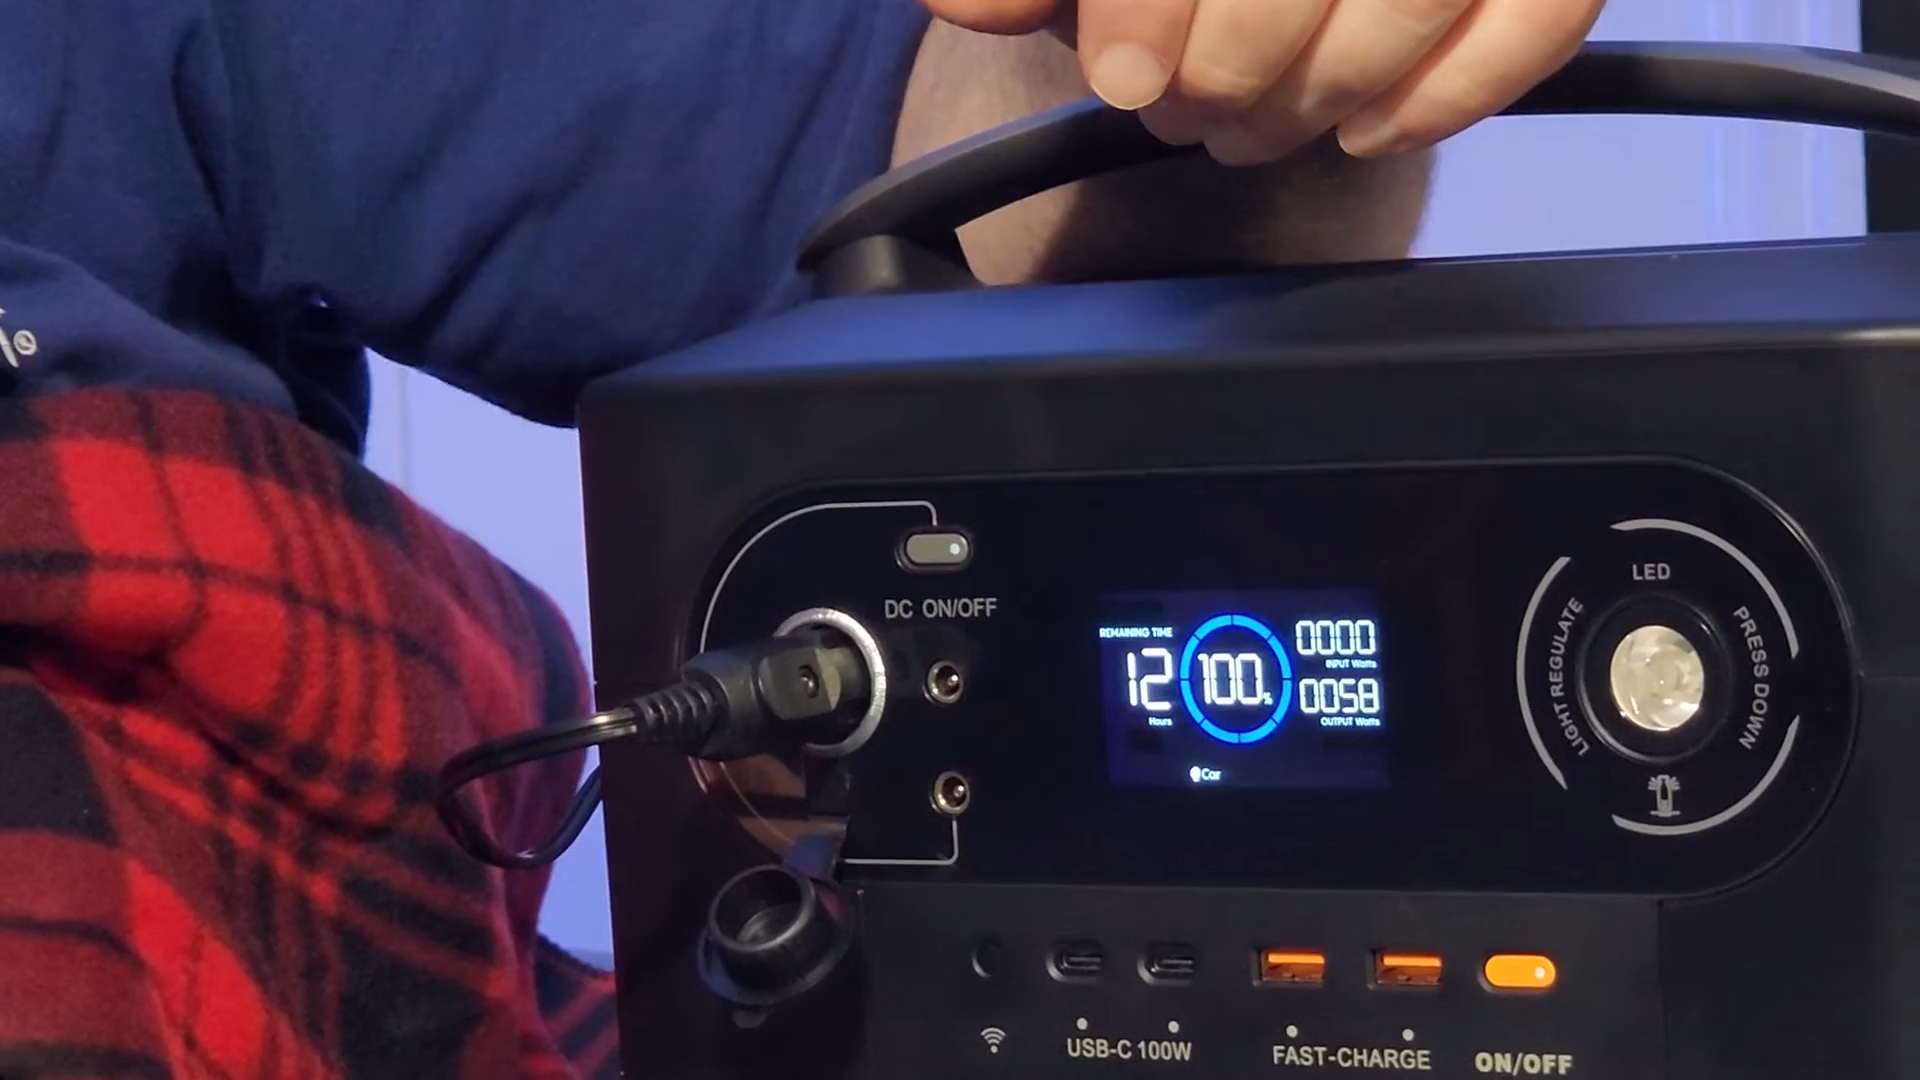 DC ON/OFF
REMAINING TIME
12
Hours
100%
0000
INPUT Watts
0058
OUTPUT Watts
Car
LED
LIGHT REGULATE
PRESS DOWN
USB-C 100W
FAST-CHARGE
ON/OFF